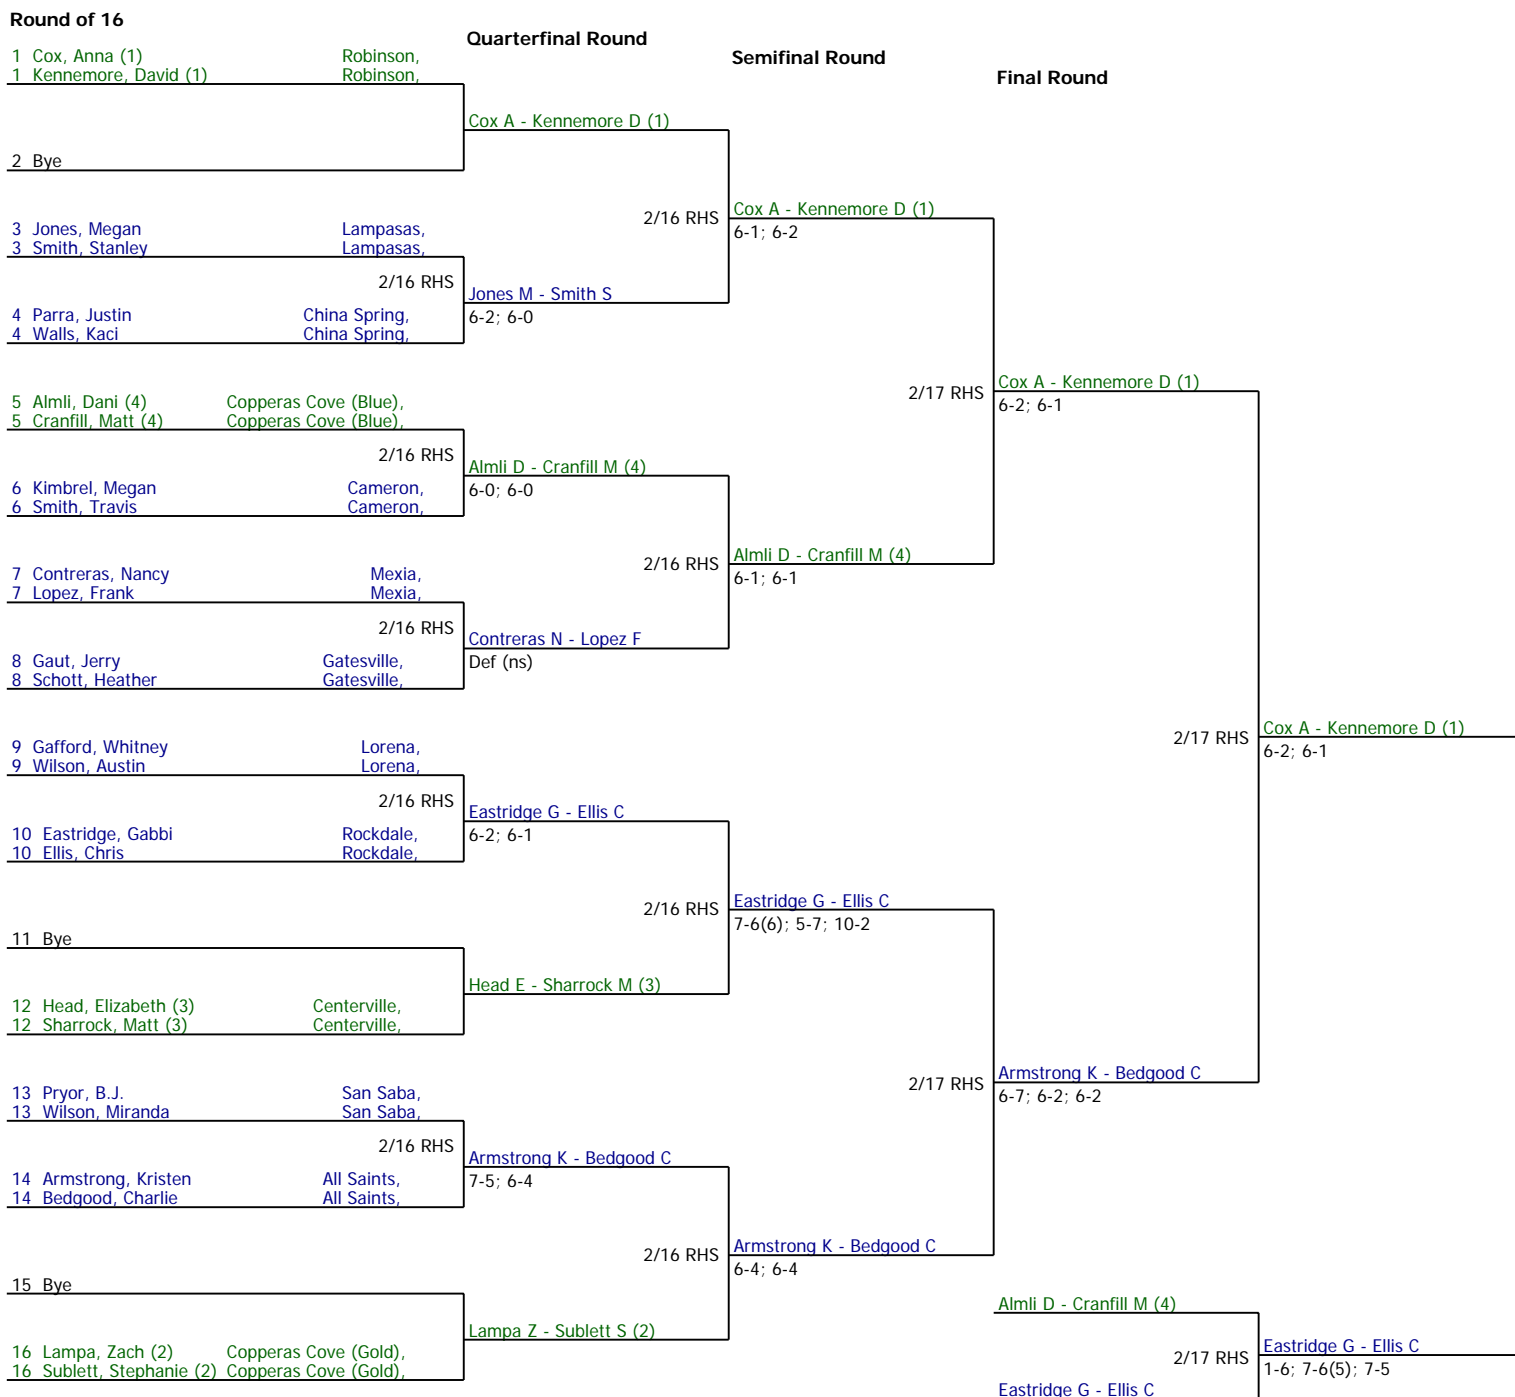 Round of 16
Quarterfinal Round
Semifinal Round
Final Round
1 Cox, Anna (1) Robinson,
1 Kennemore, David (1) Robinson,
Cox A - Kennemore D (1)
2 Bye
2/16 RHS
Cox A - Kennemore D (1)
6-1; 6-2
3 Jones, Megan Lampasas,
3 Smith, Stanley Lampasas,
2/16 RHS
Jones M - Smith S
6-2; 6-0
4 Parra, Justin China Spring,
4 Walls, Kaci China Spring,
2/17 RHS
Cox A - Kennemore D (1)
6-2; 6-1
5 Almli, Dani (4) Copperas Cove (Blue),
5 Cranfill, Matt (4) Copperas Cove (Blue),
2/16 RHS
Almli D - Cranfill M (4)
6-0; 6-0
6 Kimbrel, Megan Cameron,
6 Smith, Travis Cameron,
2/16 RHS
Almli D - Cranfill M (4)
6-1; 6-1
7 Contreras, Nancy Mexia,
7 Lopez, Frank Mexia,
2/16 RHS
Contreras N - Lopez F
Def (ns)
8 Gaut, Jerry Gatesville,
8 Schott, Heather Gatesville,
2/17 RHS
Cox A - Kennemore D (1)
6-2; 6-1
9 Gafford, Whitney Lorena,
9 Wilson, Austin Lorena,
2/16 RHS
Eastridge G - Ellis C
6-2; 6-1
10 Eastridge, Gabbi Rockdale,
10 Ellis, Chris Rockdale,
2/16 RHS
Eastridge G - Ellis C
7-6(6); 5-7; 10-2
11 Bye
Head E - Sharrock M (3)
12 Head, Elizabeth (3) Centerville,
12 Sharrock, Matt (3) Centerville,
2/17 RHS
Armstrong K - Bedgood C
6-7; 6-2; 6-2
13 Pryor, B.J. San Saba,
13 Wilson, Miranda San Saba,
2/16 RHS
Armstrong K - Bedgood C
7-5; 6-4
14 Armstrong, Kristen All Saints,
14 Bedgood, Charlie All Saints,
2/16 RHS
Armstrong K - Bedgood C
6-4; 6-4
15 Bye
Lampa Z - Sublett S (2)
16 Lampa, Zach (2) Copperas Cove (Gold),
16 Sublett, Stephanie (2) Copperas Cove (Gold),
Almli D - Cranfill M (4)
2/17 RHS
Eastridge G - Ellis C
1-6; 7-6(5); 7-5
Eastridge G - Ellis C